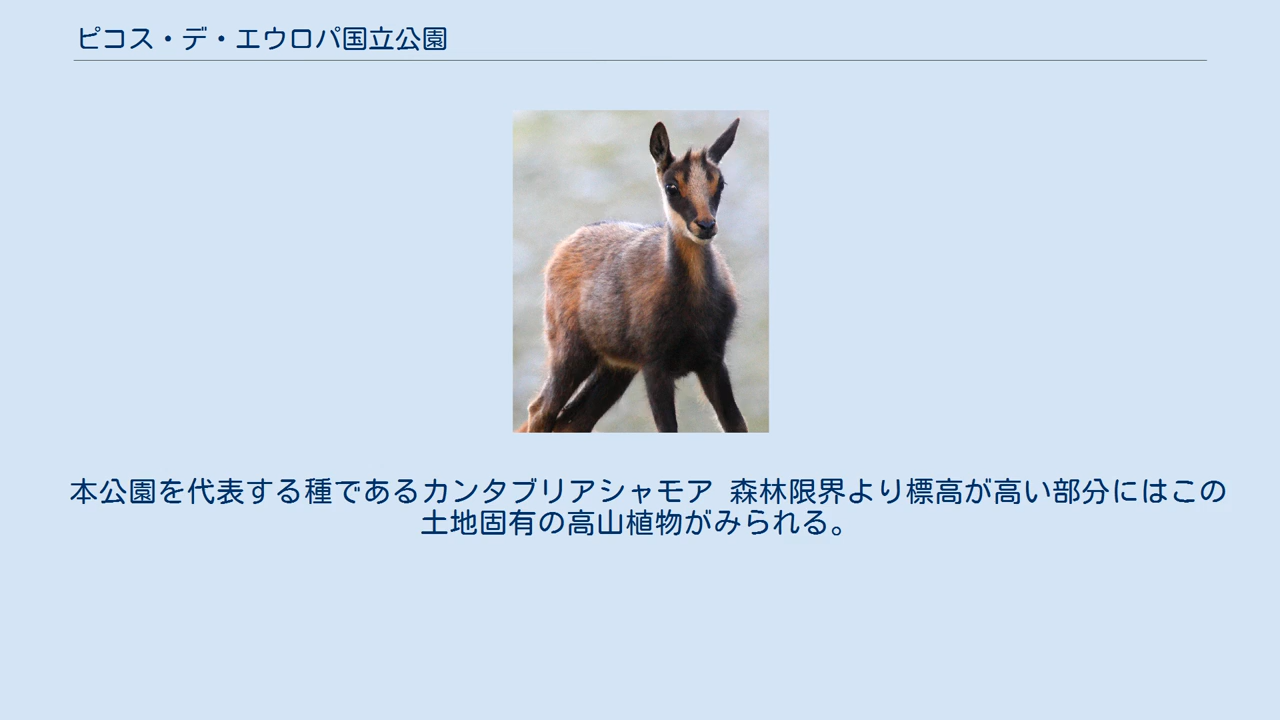 ピコス・デ・エウロパ国立公園
本公園を代表する種であるカンタブリアシャモア 森林限界より標高が高い部分にはこの
土地固有の高山植物がみられる。